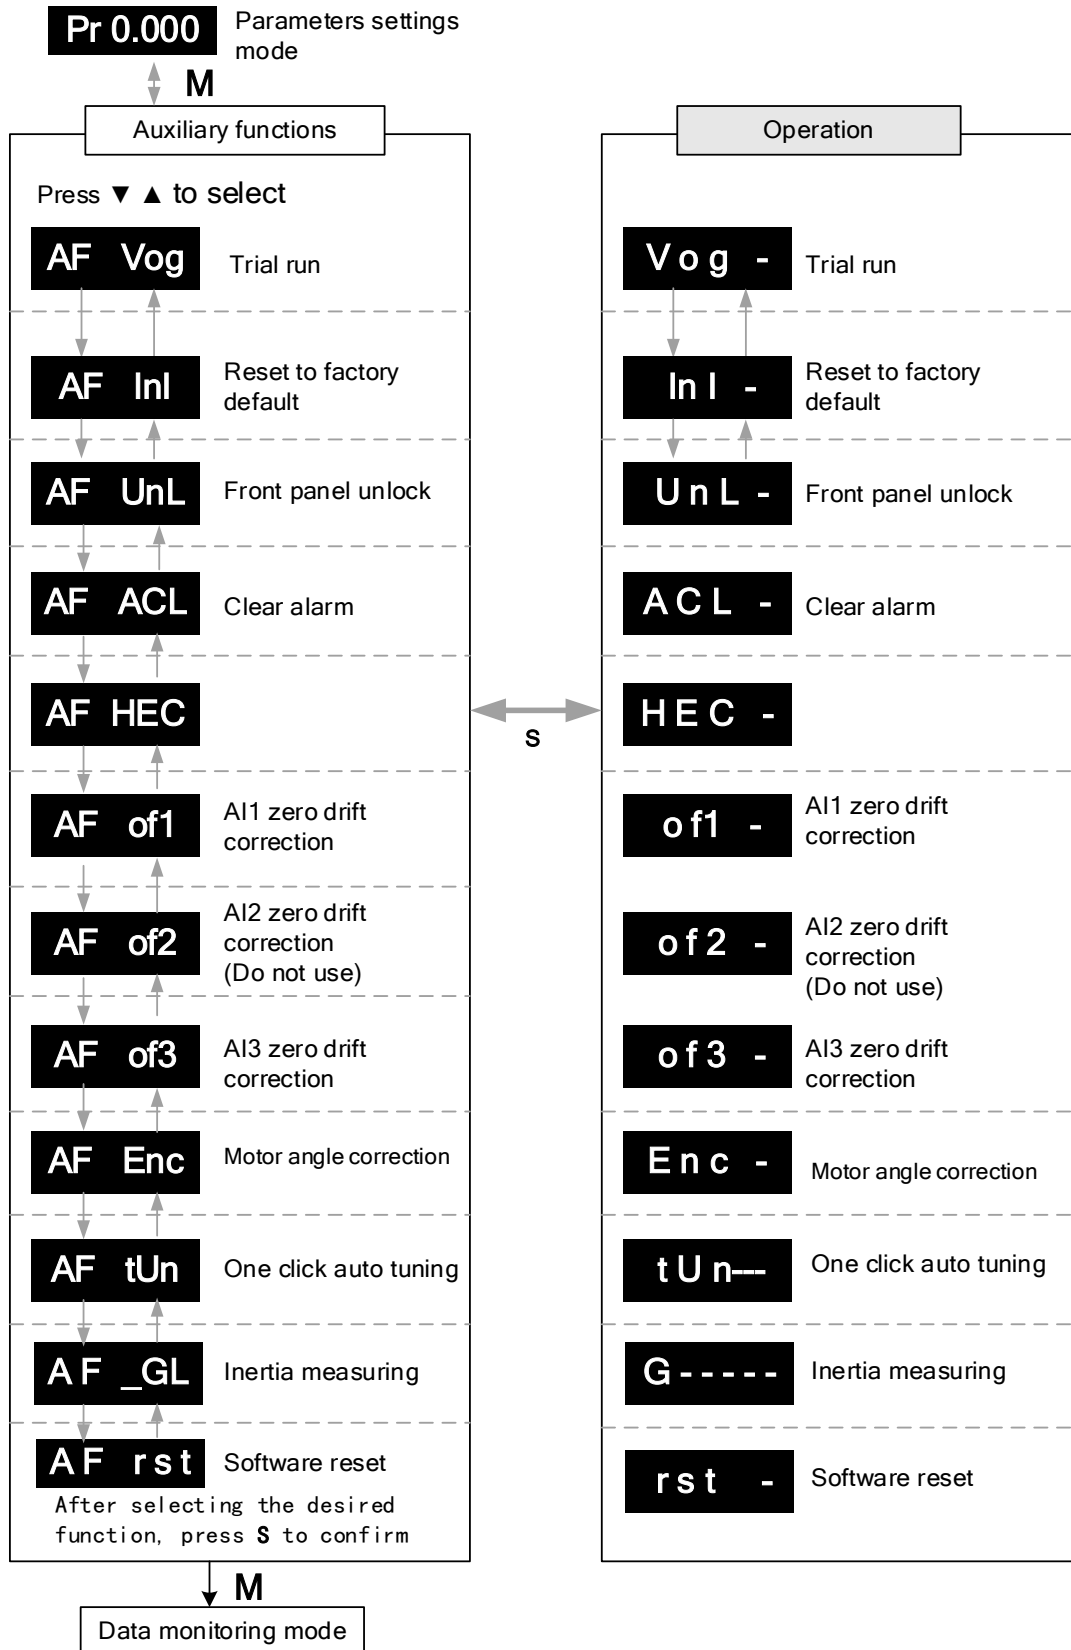 Pr 0.000
Parameters settings
mode
M
Auxiliary functions
Press ▼ ▲ to select
AF Vog
Trial run
AF InI
Reset to factory
default
AF UnL
Front panel unlock
AF ACL
Clear alarm
AF HEC
AF of1
AI1 zero drift
correction
AF of2
AI2 zero drift
correction
(Do not use)
AF of3
AI3 zero drift
correction
AF Enc
Motor angle correction
AF tUn
One click auto tuning
AF _GL
Inertia measuring
AF rst
Software reset
After selecting the desired
function, press S to confirm
M
Data monitoring mode
s
Operation
Vog -
Trial run
InI -
Reset to factory
default
UnL -
Front panel unlock
ACL -
Clear alarm
HEC -
of1 -
AI1 zero drift
correction
of2 -
AI2 zero drift
correction
(Do not use)
of3 -
AI3 zero drift
correction
Enc -
Motor angle correction
tUn---
One click auto tuning
G-----
Inertia measuring
rst -
Software reset